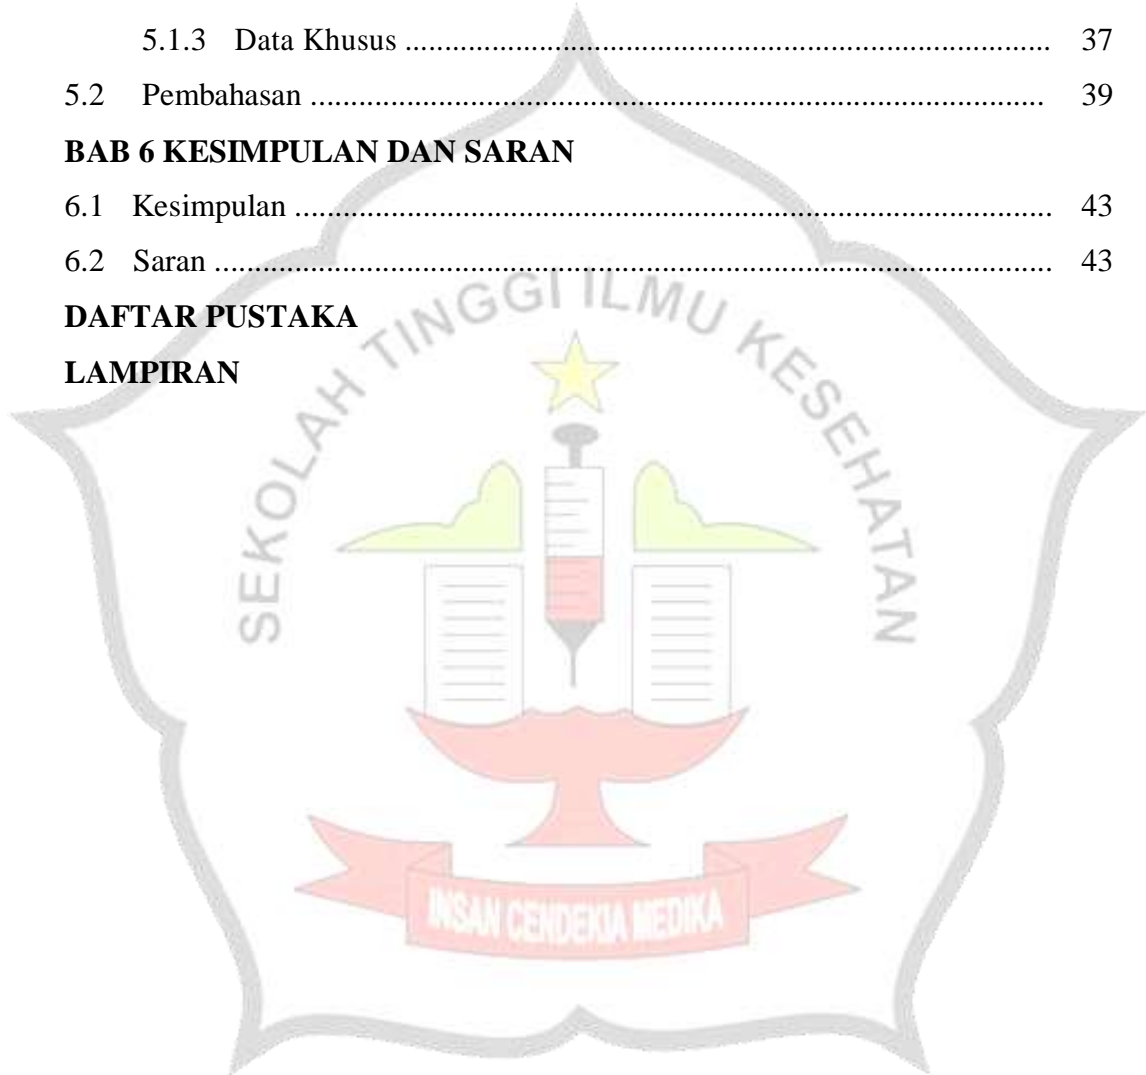 5.1.3 Data Khusus ................................................................................ 37
5.2 Pembahasan ........................................................................................... 39
BAB 6 KESIMPULAN DAN SARAN
6.1 Kesimpulan .............................................................................................. 43
6.2 Saran ........................................................................................................ 43
DAFTAR PUSTAKA
LAMPIRAN
SEKOLAH TINGGI ILMU KESEHATAN
INSAN CENDEKIA MEDIKA